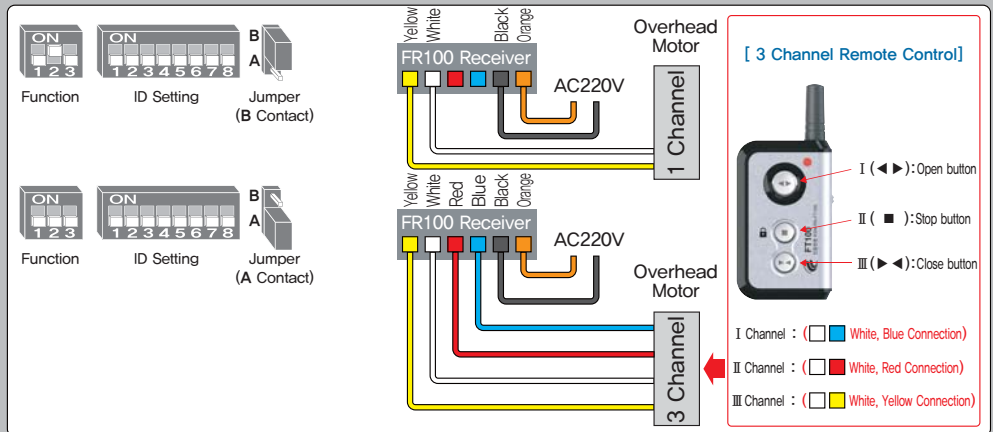 ON
1 2 3
Function
ON
1 2 3 4 5 6 7 8
ID Setting
B
A
Jumper
(B Contact)
Yellow
White
Black
Orange
FR100 Receiver
AC220V
Overhead
Motor
1 Channel
ON
1 2 3
Function
ON
1 2 3 4 5 6 7 8
ID Setting
B
A
Jumper
(A Contact)
Yellow
White
Red
Blue
Black
Orange
FR100 Receiver
AC220V
Overhead
Motor
3 Channel
[ 3 Channel Remote Control]
Ⅰ (◀ ▶):Open button
Ⅱ ( ■ ):Stop button
Ⅲ (▶ ◀):Close button
FT100
Ⅰ Channel : (□ ■ White, Blue Connection)
Ⅱ Channel : (□ ■ White, Red Connection)
Ⅲ Channel : (□ ■ White, Yellow Connection)